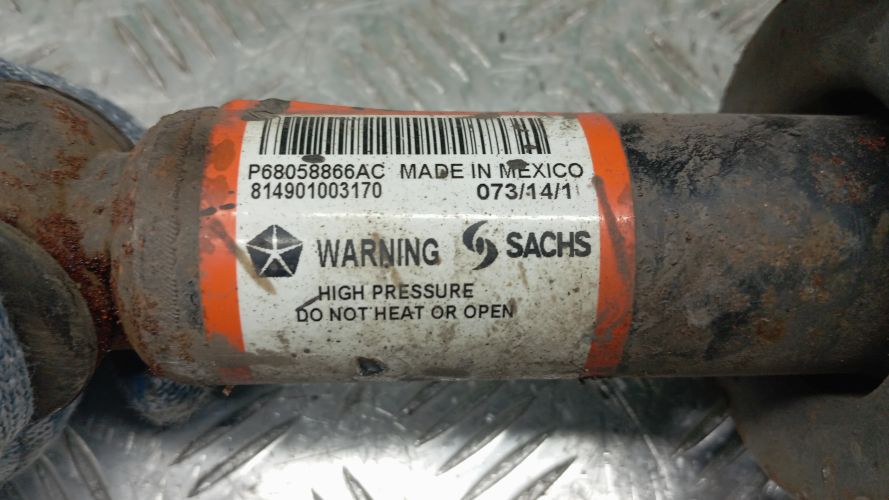 P68058866AC MADE IN MEXICO
814901003170 073/14/1
WARNING SACHS
HIGH PRESSURE
DO NOT HEAT OR OPEN